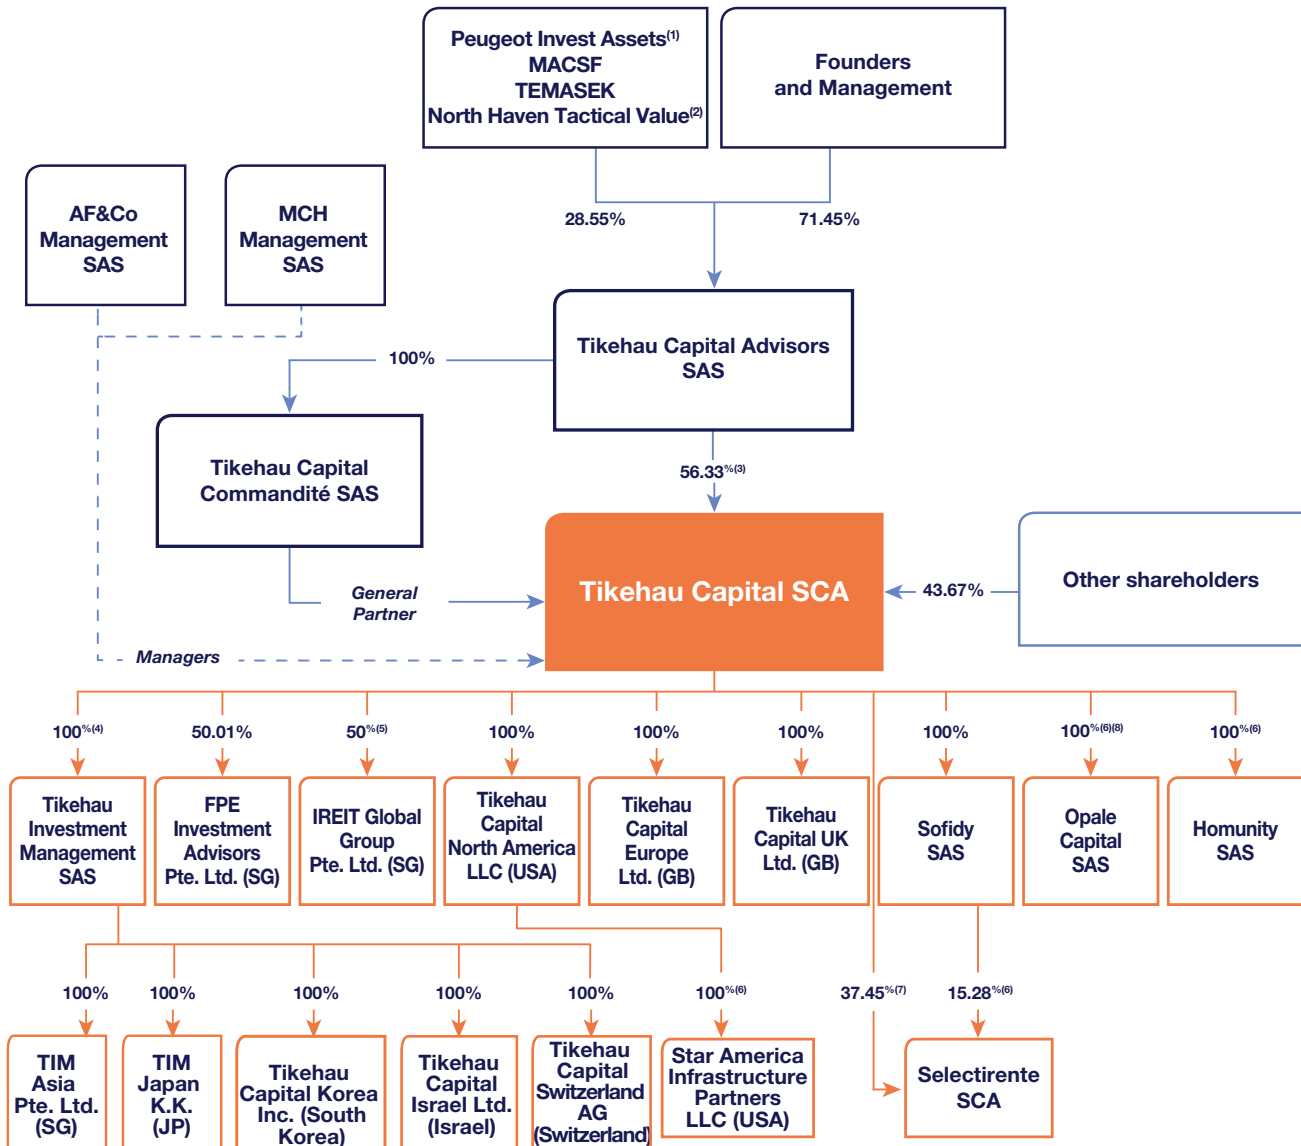 Peugeot Invest Assets(1)
MACSF
TEMASEK
North Haven Tactical Value(2)
Founders
and Management
AF&Co
Management
SAS
MCH
Management
SAS
28.55%
71.45%
Tikehau Capital Advisors
SAS
100%
Tikehau Capital
Commandité SAS
56.33%(3)
Tikehau Capital SCA
Other shareholders
43.67%
General
Partner
Managers
100%(4)
50.01%
50%(5)
100%
100%
100%
100%
100%(6)(8)
100%(6)
Tikehau
Investment
Management
SAS
FPE
Investment
Advisors
Pte. Ltd. (SG)
IREIT Global
Group
Pte. Ltd. (SG)
Tikehau
Capital
North America
LLC (USA)
Tikehau
Capital
Europe
Ltd. (GB)
Tikehau
Capital UK
Ltd. (GB)
Sofidy
SAS
Opale
Capital
SAS
Homunity
SAS
100%
100%
100%
100%
100%
100%(6)
37.45%(7)
15.28%(6)
TIM
Asia
Pte. Ltd.
(SG)
TIM
Japan
K.K.
(JP)
Tikehau
Capital Korea
Inc. (South
Korea)
Tikehau
Capital
Israel Ltd.
(Israel)
Tikehau
Capital
Switzerland
AG
(Switzerland)
Star America
Infrastructure
Partners
LLC (USA)
Selectirente
SCA